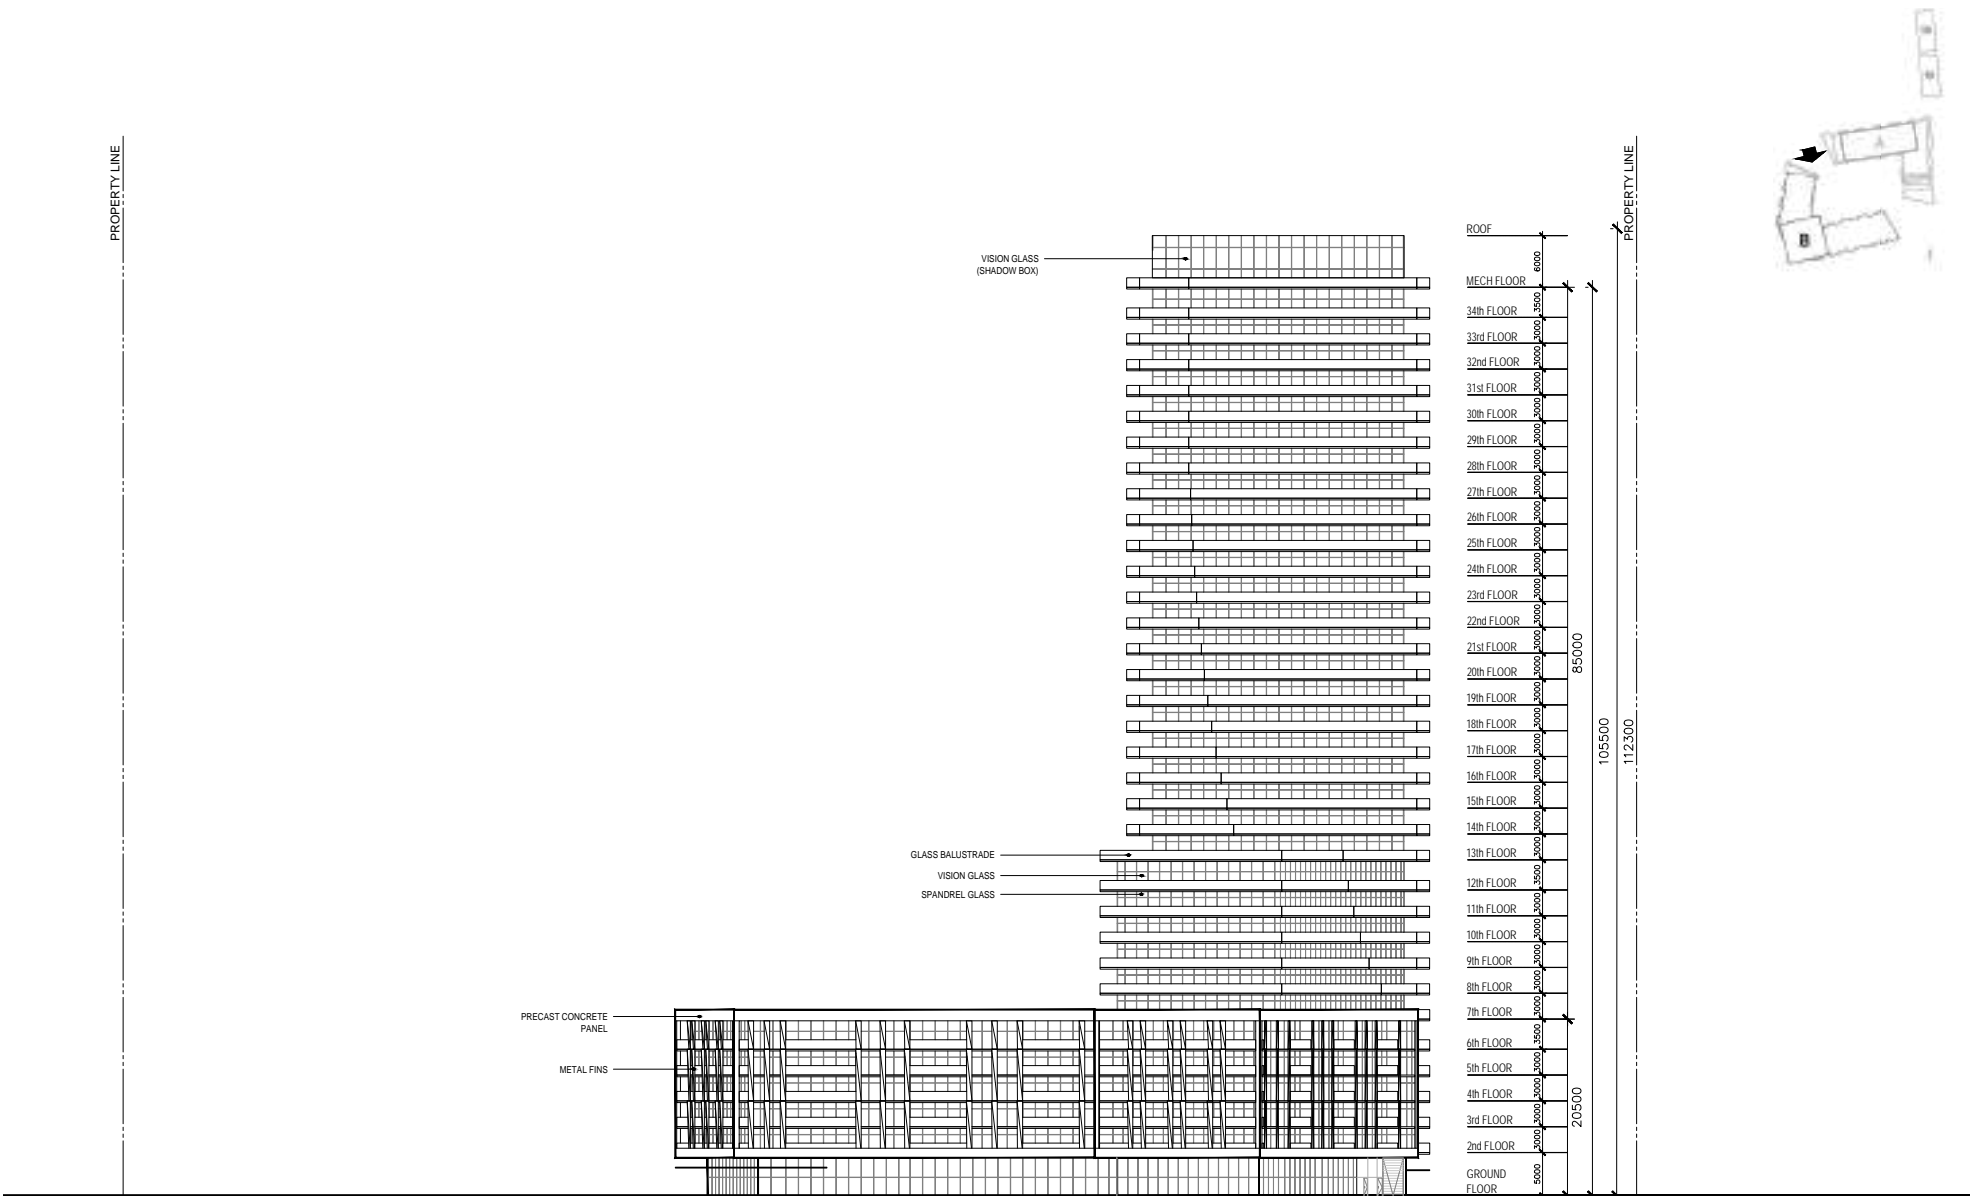 PROPERTY LINE
PROPERTY LINE
A
B
VISION GLASS
(SHADOW BOX)
GLASS BALUSTRADE
VISION GLASS
SPANDREL GLASS
PRECAST CONCRETE
PANEL
METAL FINS
ROOF
6000
MECH FLOOR
3500
34th FLOOR
3000
33rd FLOOR
3000
32nd FLOOR
3000
31st FLOOR
3000
30th FLOOR
3000
29th FLOOR
3000
28th FLOOR
3000
27th FLOOR
3000
26th FLOOR
3000
25th FLOOR
3000
24th FLOOR
3000
23rd FLOOR
3000
22nd FLOOR
3000
21st FLOOR
3000
20th FLOOR
3000
19th FLOOR
3000
18th FLOOR
3000
17th FLOOR
3000
16th FLOOR
3000
15th FLOOR
3000
14th FLOOR
3000
13th FLOOR
3500
12th FLOOR
3000
11th FLOOR
3000
10th FLOOR
3000
9th FLOOR
3000
8th FLOOR
3000
7th FLOOR
3500
6th FLOOR
3000
5th FLOOR
3000
4th FLOOR
3000
3rd FLOOR
3000
2nd FLOOR
5000
GROUND
FLOOR
85000
20500
105500
112300